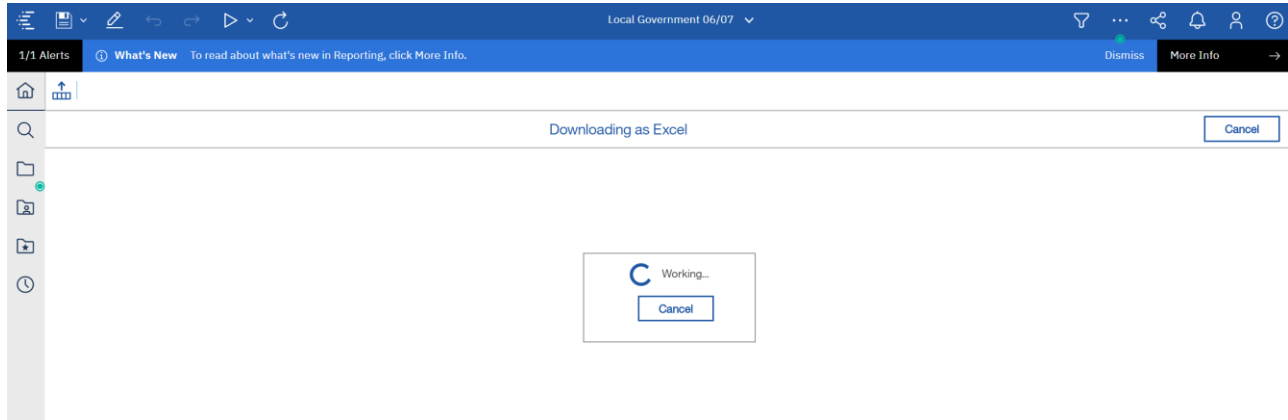 Local Government 06/07
1/1 Alerts What's New To read about what's new in Reporting, click More Info. Dismiss More Info
Downloading as Excel Cancel
Working...
Cancel